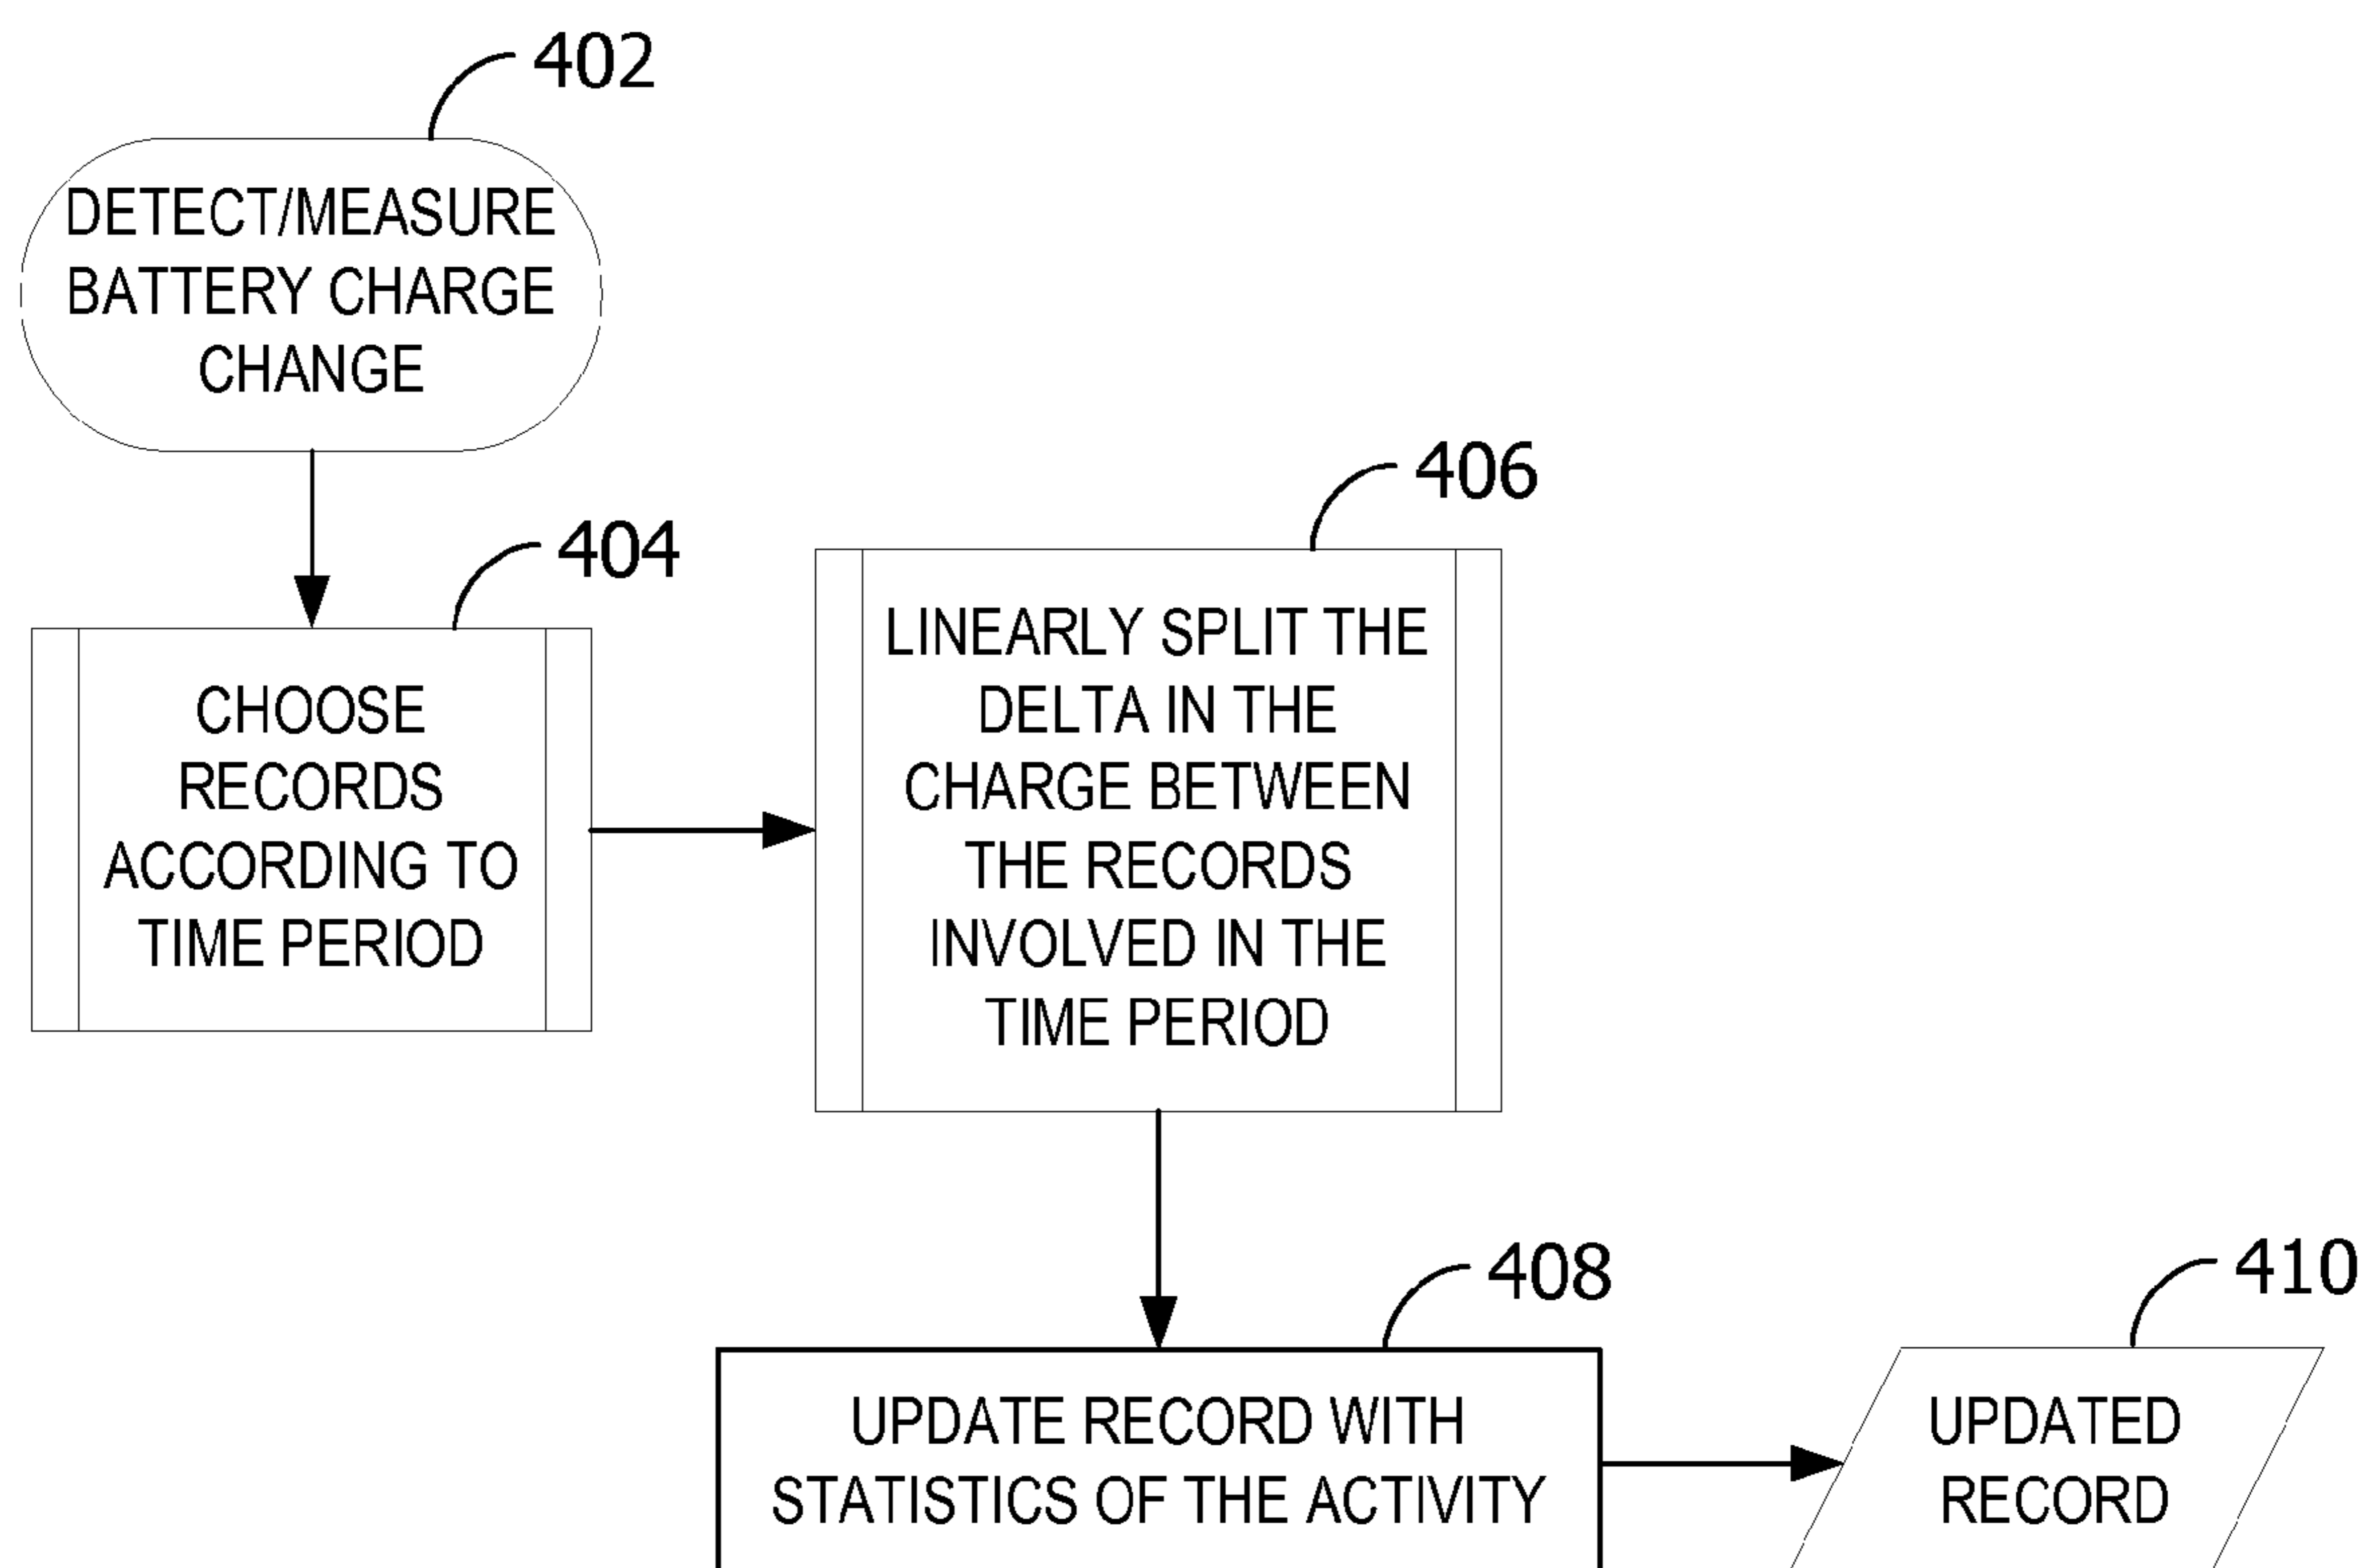 402
DETECT/MEASURE
BATTERY CHARGE
CHANGE
404
CHOOSE
RECORDS
ACCORDING TO
TIME PERIOD
406
LINEARLY SPLIT THE
DELTA IN THE
CHARGE BETWEEN
THE RECORDS
INVOLVED IN THE
TIME PERIOD
408
UPDATE RECORD WITH
STATISTICS OF THE ACTIVITY
410
UPDATED
RECORD